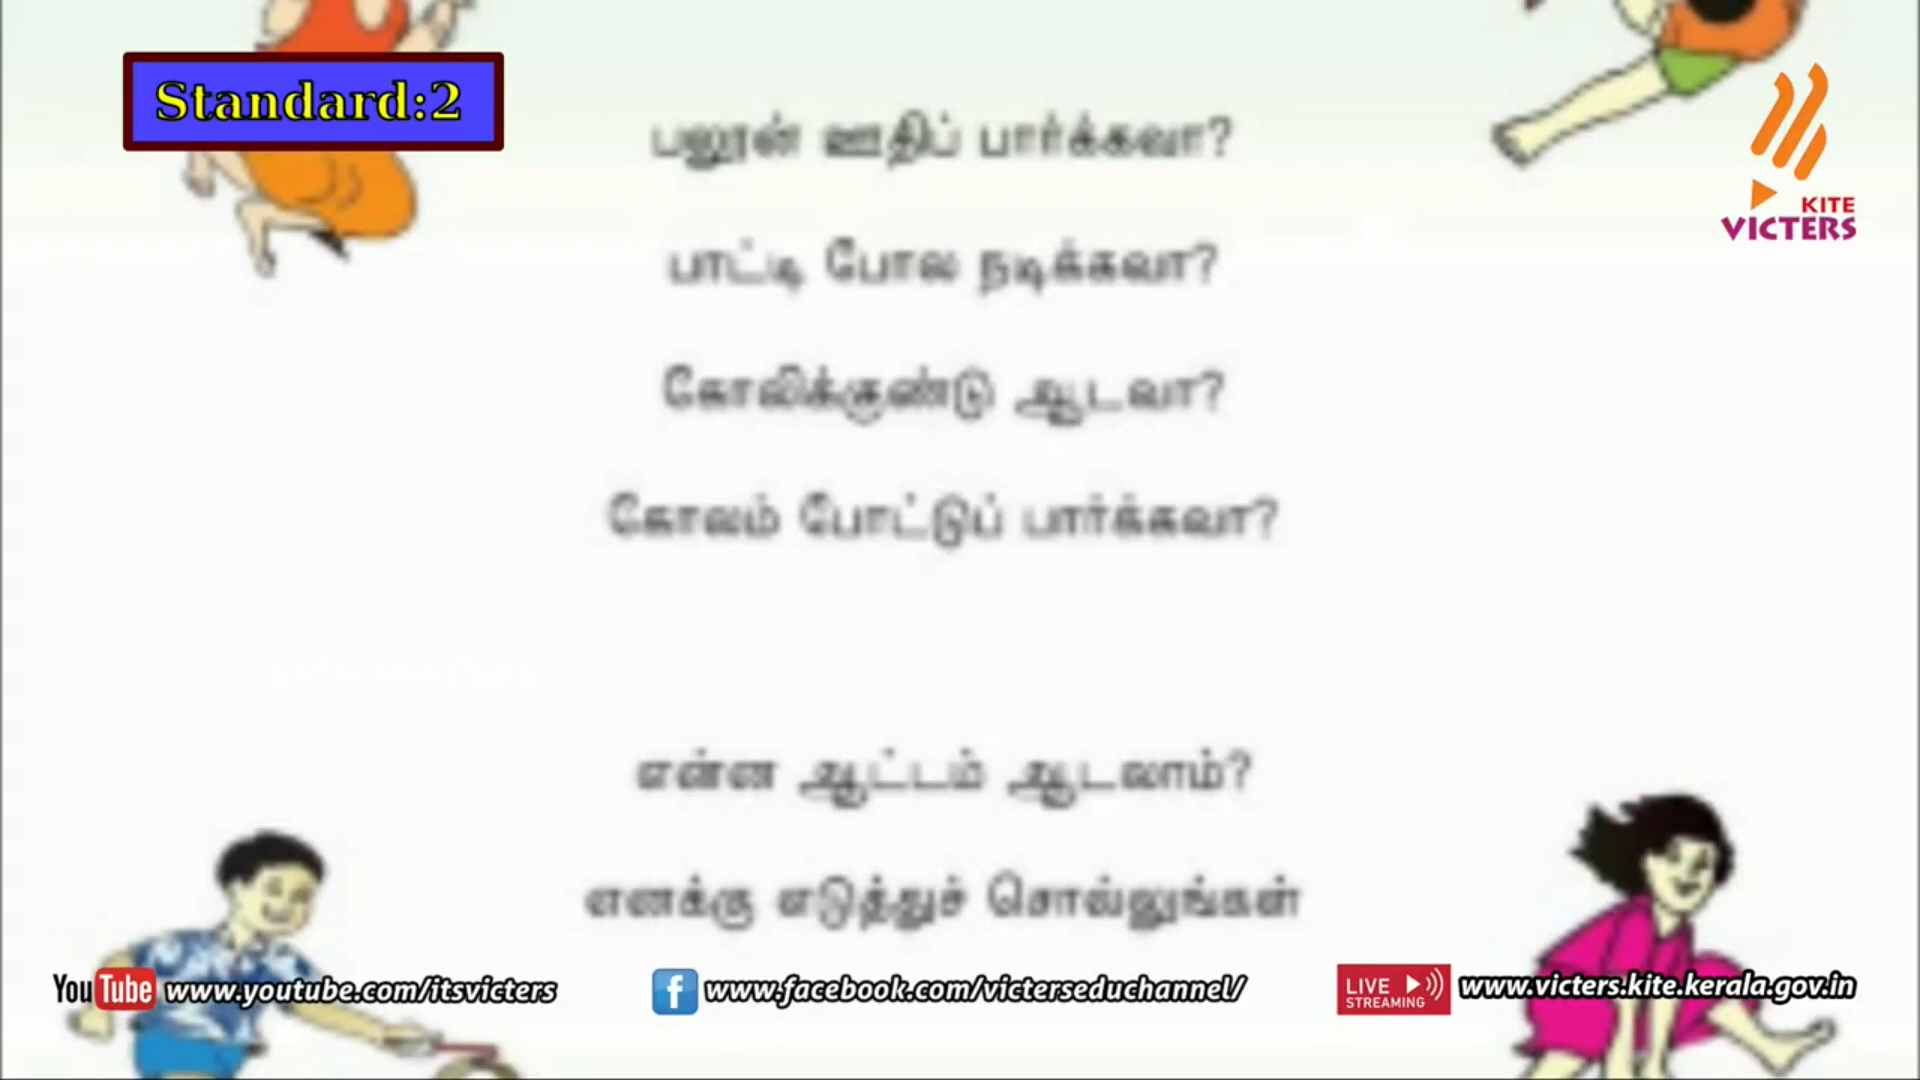 Standard:2
பலூன் ஊதிப் பார்க்கவா?
KITE
VICTERS
பாட்டி போல நடிக்கவா?
கோலிக்குண்டு ஆடவா?
கோலம் போட்டுப் பார்க்கவா?
என்ன ஆட்டம் ஆடலாம்?
எனக்கு எடுத்துச் சொல்லுங்கள்
YouTube www.youtube.com/itsvicters
f www.facebook.com/victerseduchannel/
LIVE STREAMING www.victers.kite.kerala.gov.in